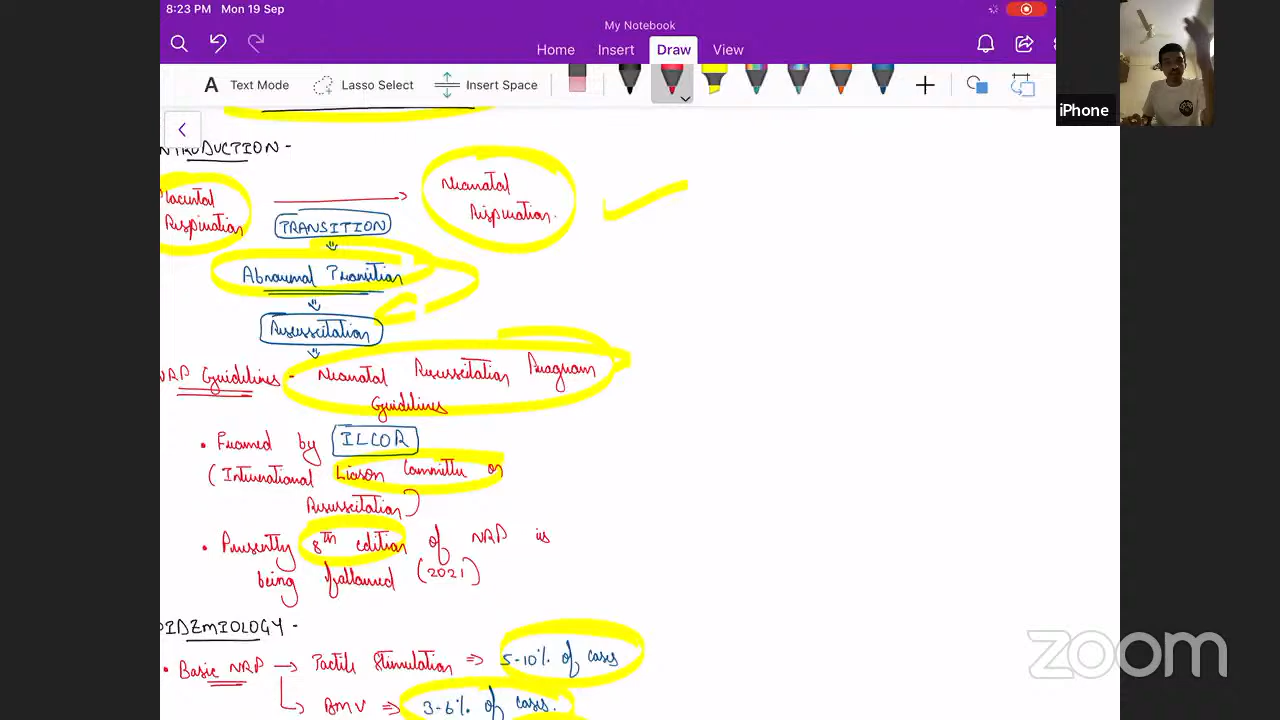 8:23 PM Mon 19 Sep
My Notebook
Home Insert Draw View
A Text Mode Lasso Select Insert Space
iPhone
NTRODUCTION -
Placental Respiration
Neonatal Respiration.
TRANSITION
Abnormal Transition
Resuscitation
NRP Guidelines - Neonatal Resuscitation Program
Guidelines
• Framed by ILCOR
(International Liason Committee on
Resuscitation)
• Presently 8th edition of NRP is
being followed (2021)
PIDEMIOLOGY -
• Basic NRP → Tactile Stimulation ⇒ 5-10% of cases
BMV ⇒ 3-6% of cases.
zoom